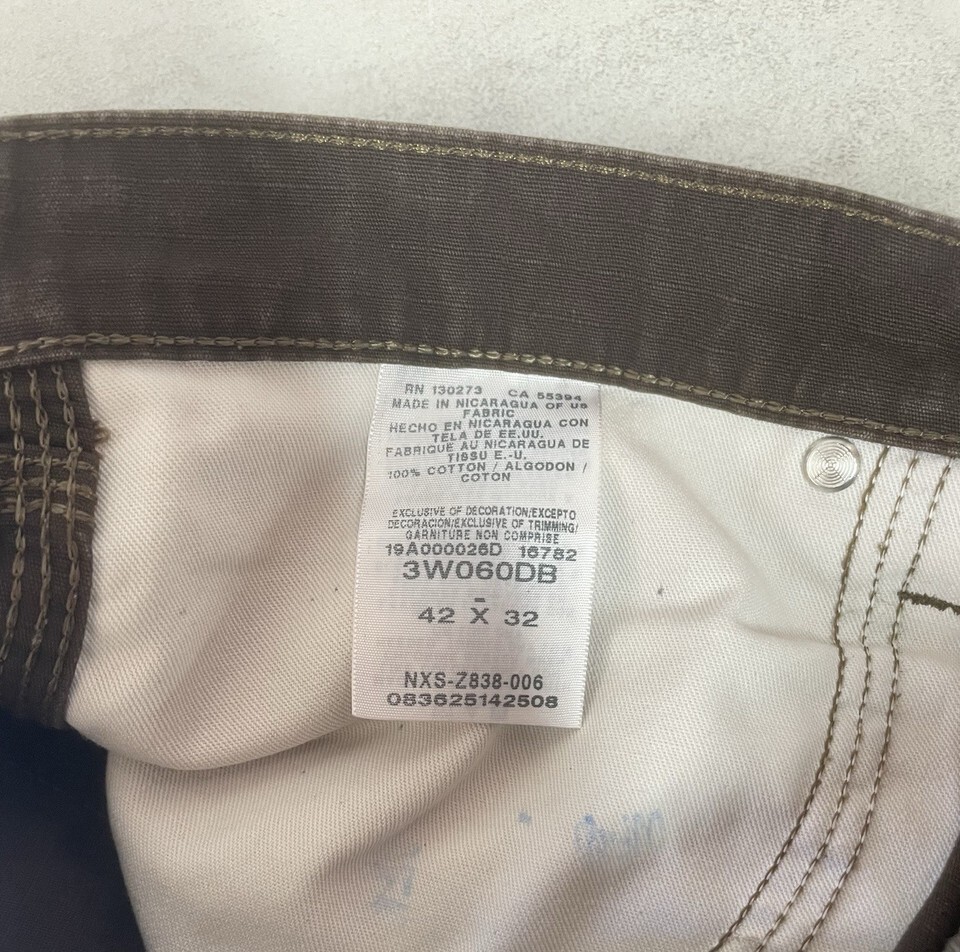 RN 130273 CA 55394
MADE IN NICARAGUA OF US
FABRIC
HECHO EN NICARAGUA CON
TELA DE EE.UU.
FABRIQUE AU NICARAGUA DE
TISSU E.-U.
100% COTTON / ALGODON /
COTON
EXCLUSIVE OF DECORATION/EXCEPTO
DECORACION/EXCLUSIVE OF TRIMMING/
GARNITURE NON COMPRISE
19A000026D 16782
3W060DB
-
42 X 32
NXS-Z838-006
083625142508